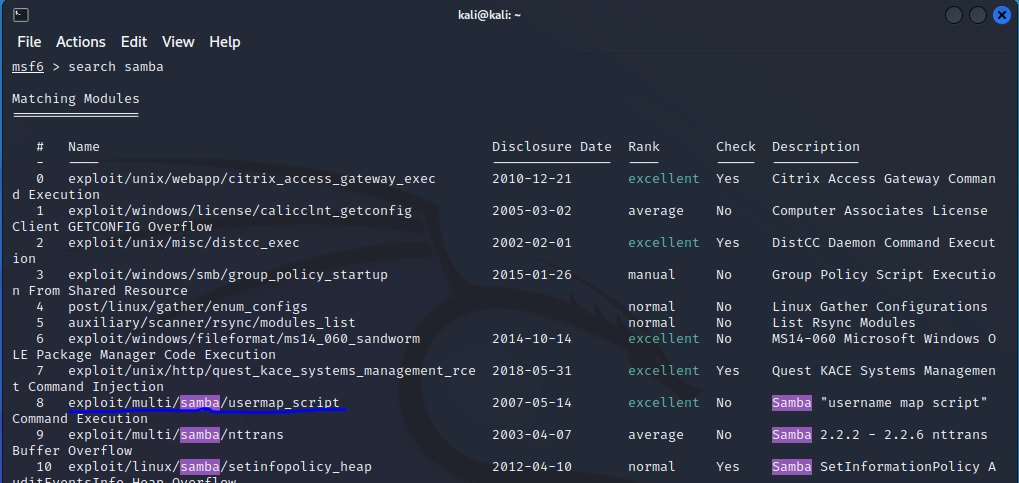 kali@kali: ~
File Actions Edit View Help
msf6 > search samba
Matching Modules
================
# Name Disclosure Date Rank Check Description
- ---- --------------- ---- ----- -----------
0 exploit/unix/webapp/citrix_access_gateway_exec 2010-12-21 excellent Yes Citrix Access Gateway Comman
d Execution
1 exploit/windows/license/calicclnt_getconfig 2005-03-02 average No Computer Associates License
Client GETCONFIG Overflow
2 exploit/unix/misc/distcc_exec 2002-02-01 excellent Yes DistCC Daemon Command Execut
ion
3 exploit/windows/smb/group_policy_startup 2015-01-26 manual No Group Policy Script Executio
n From Shared Resource
4 post/linux/gather/enum_configs normal No Linux Gather Configurations
5 auxiliary/scanner/rsync/modules_list normal No List Rsync Modules
6 exploit/windows/fileformat/ms14_060_sandworm 2014-10-14 excellent No MS14-060 Microsoft Windows O
LE Package Manager Code Execution
7 exploit/unix/http/quest_kace_systems_management_rce 2018-05-31 excellent Yes Quest KACE Systems Managemen
t Command Injection
8 exploit/multi/samba/usermap_script 2007-05-14 excellent No Samba "username map script"
Command Execution
9 exploit/multi/samba/nttrans 2003-04-07 average No Samba 2.2.2 - 2.2.6 nttrans
Buffer Overflow
10 exploit/linux/samba/setinfopolicy_heap 2012-04-10 normal Yes Samba SetInformationPolicy A
uditEventsInfo Heap Overflow